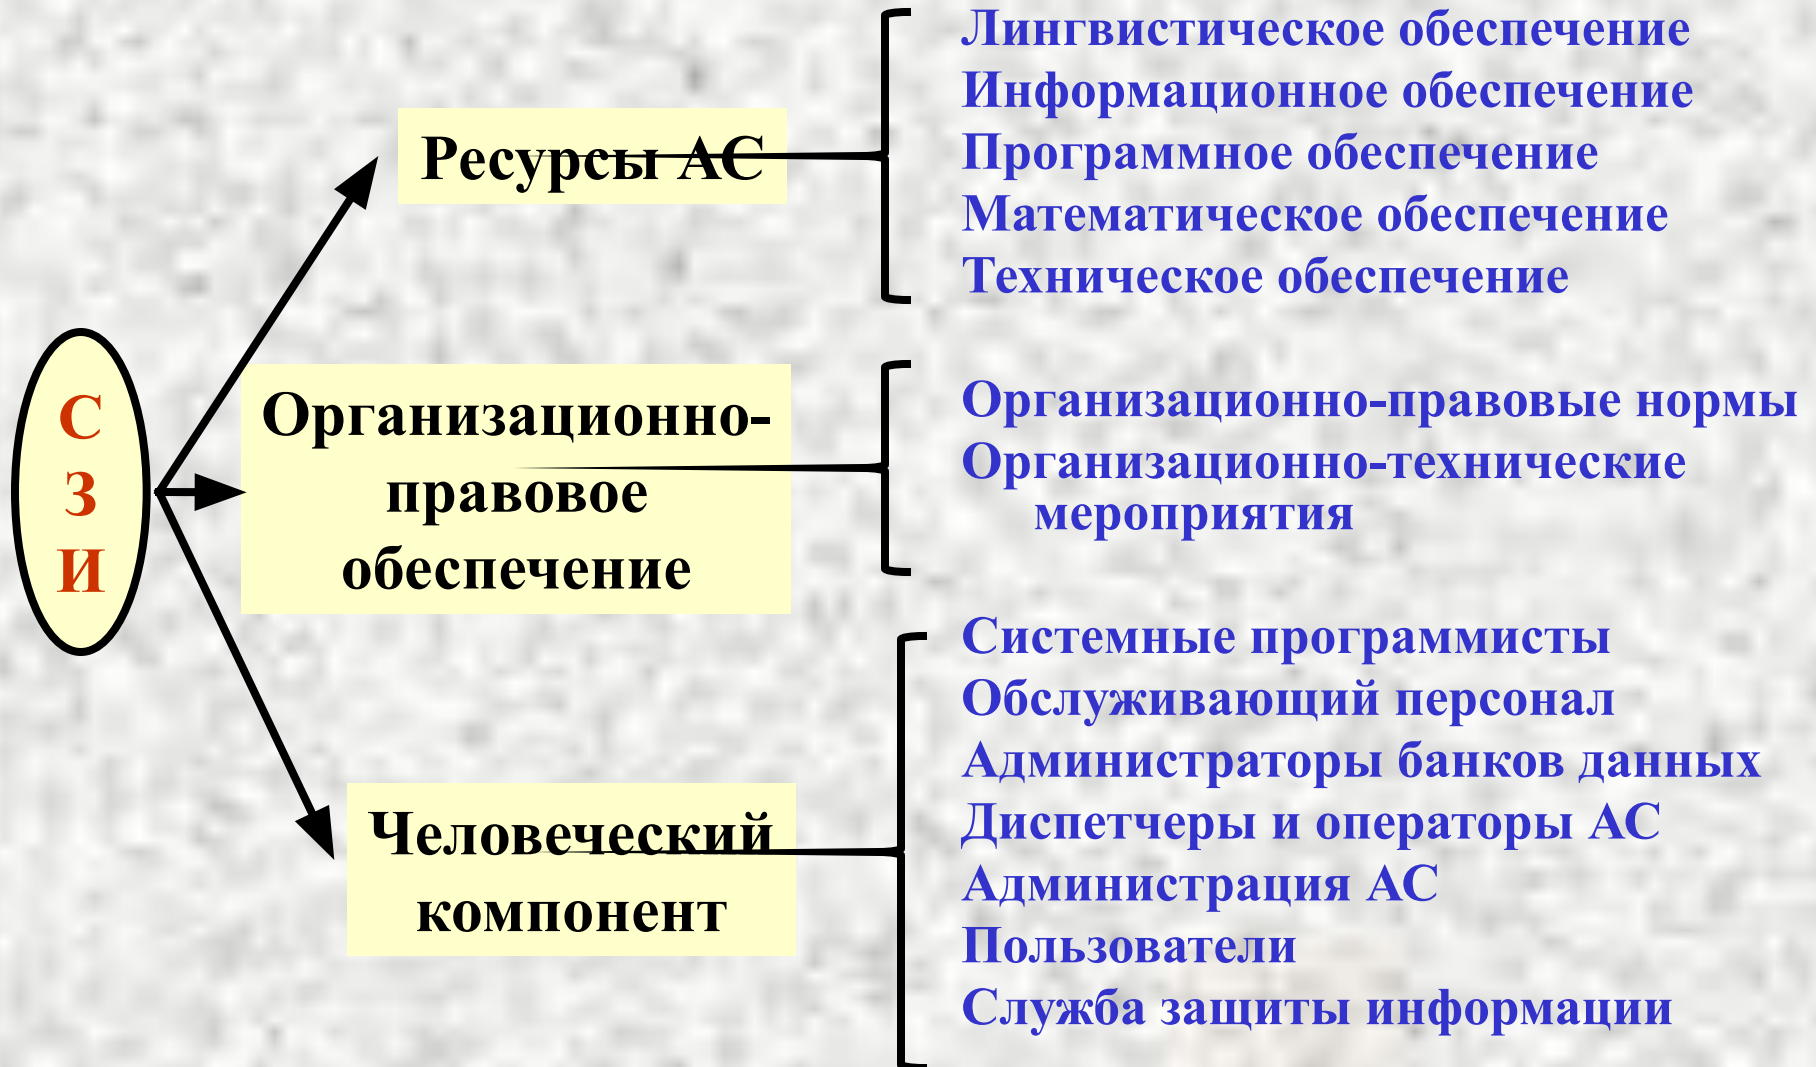 С
З
И
Ресурсы АС
Лингвистическое обеспечение
Информационное обеспечение
Программное обеспечение
Математическое обеспечение
Техническое обеспечение
Организационно-
правовое
обеспечение
Организационно-правовые нормы
Организационно-технические
мероприятия
Человеческий
компонент
Системные программисты
Обслуживающий персонал
Администраторы банков данных
Диспетчеры и операторы АС
Администрация АС
Пользователи
Служба защиты информации